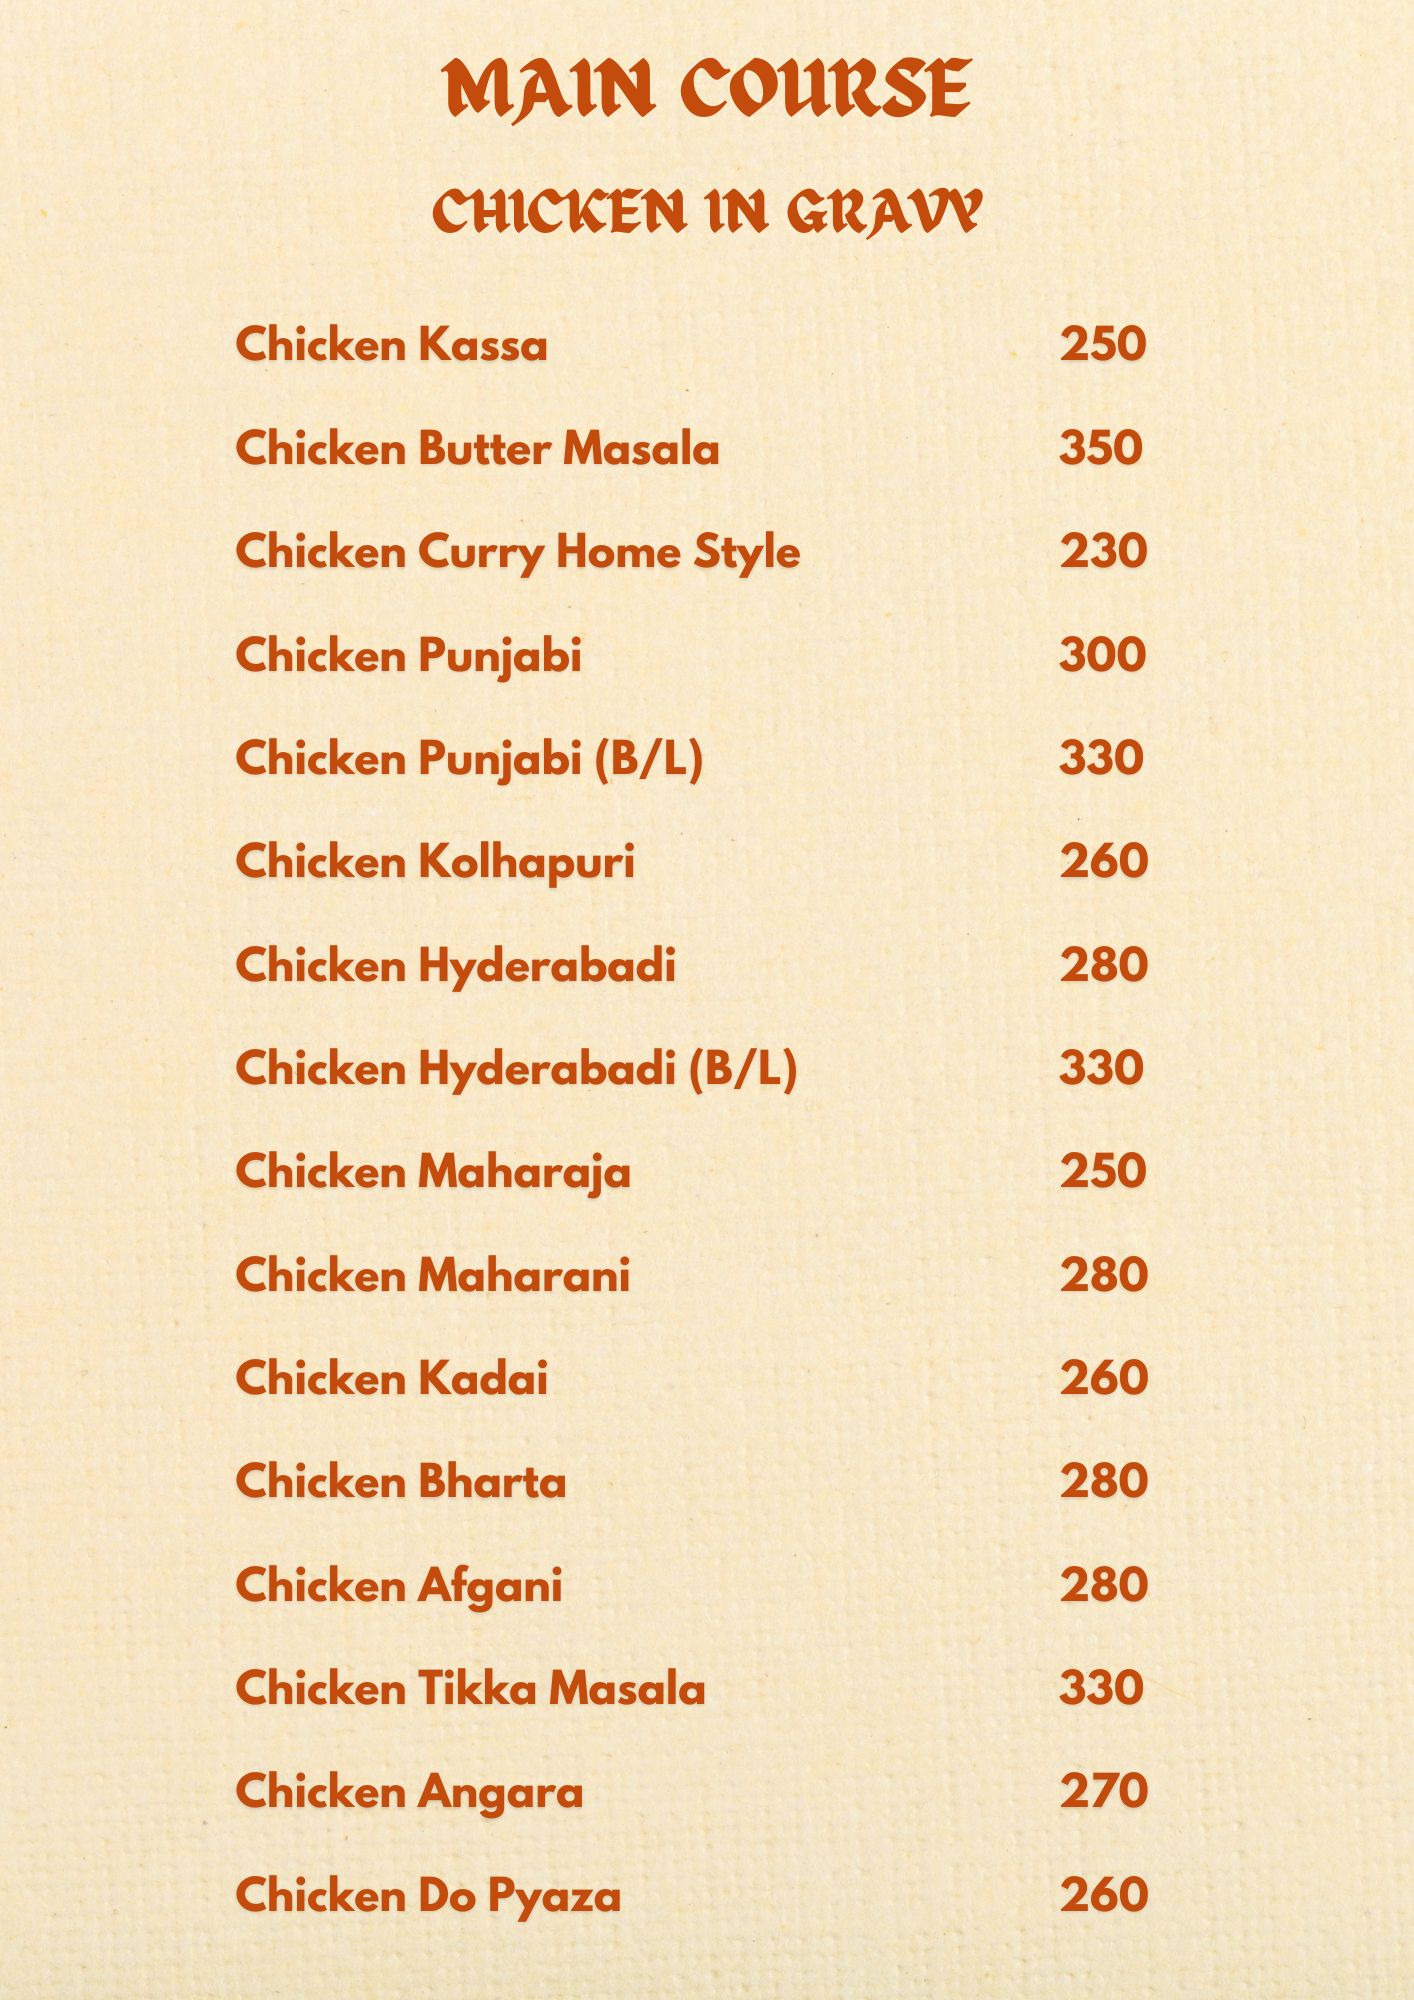 MAIN COURSE
CHICKEN IN GRAVY
Chicken Kassa 250
Chicken Butter Masala 350
Chicken Curry Home Style 230
Chicken Punjabi 300
Chicken Punjabi (B/L) 330
Chicken Kolhapuri 260
Chicken Hyderabadi 280
Chicken Hyderabadi (B/L) 330
Chicken Maharaja 250
Chicken Maharani 280
Chicken Kadai 260
Chicken Bharta 280
Chicken Afgani 280
Chicken Tikka Masala 330
Chicken Angara 270
Chicken Do Pyaza 260